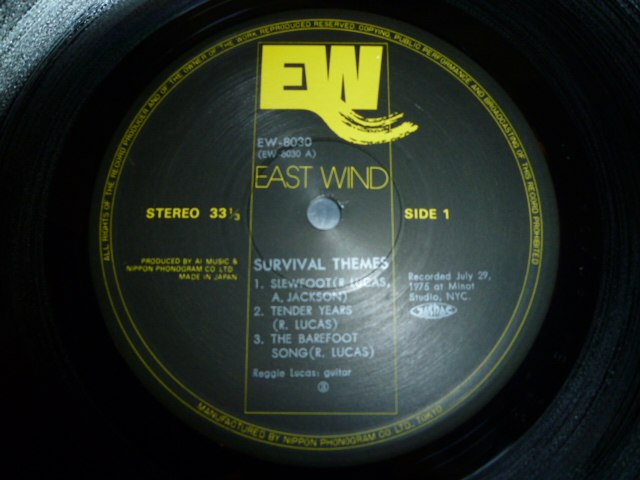 ALL RIGHTS OF THE RECORD PRODUCER AND OF THE OWNER OF THE WORK REPRODUCED RESERVED COPYING, PUBLIC PERFORMANCE AND BROADCASTING OF THIS RECORD PROHIBITED
EW
EW-8030
(EW-8030 A)
EAST WIND
STEREO 33 1/3
SIDE 1
PRODUCED BY AI MUSIC &
NIPPON PHONOGRAM CO. LTD.
MADE IN JAPAN
SURVIVAL THEMES
1. SLEWFOOT(R LUCAS,
A. JACKSON)
2. TENDER YEARS
(R. LUCAS)
3. THE BAREFOOT
SONG(R. LUCAS)
Reggie Lucas: guitar
Recorded July 29,
1975 at Minot
Studio, NYC.
JASRAC
MANUFACTURED BY NIPPON PHONOGRAM CO. LTD., TOKYO